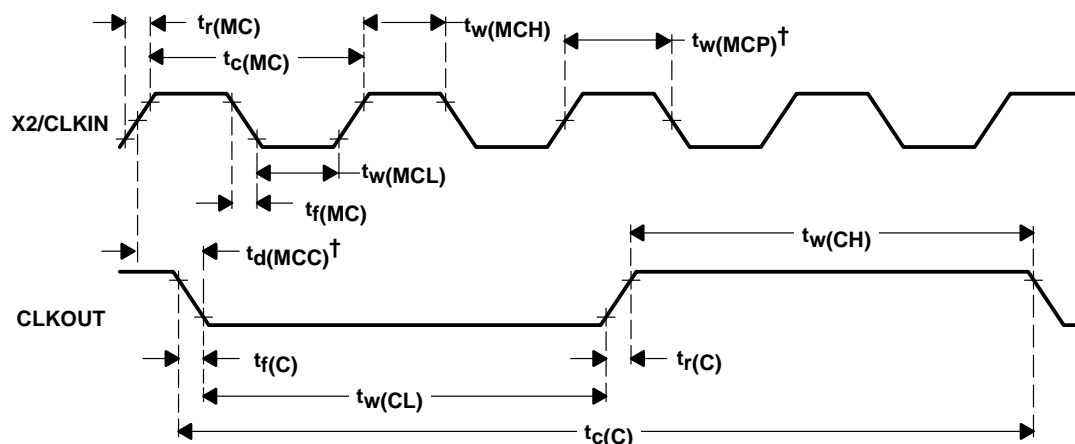 tr(MC)
tw(MCH)
tw(MCP)†
tc(MC)
X2/CLKIN
tw(MCL)
tf(MC)
tw(CH)
td(MCC)†
CLKOUT
tf(C)
tr(C)
tw(CL)
tc(C)